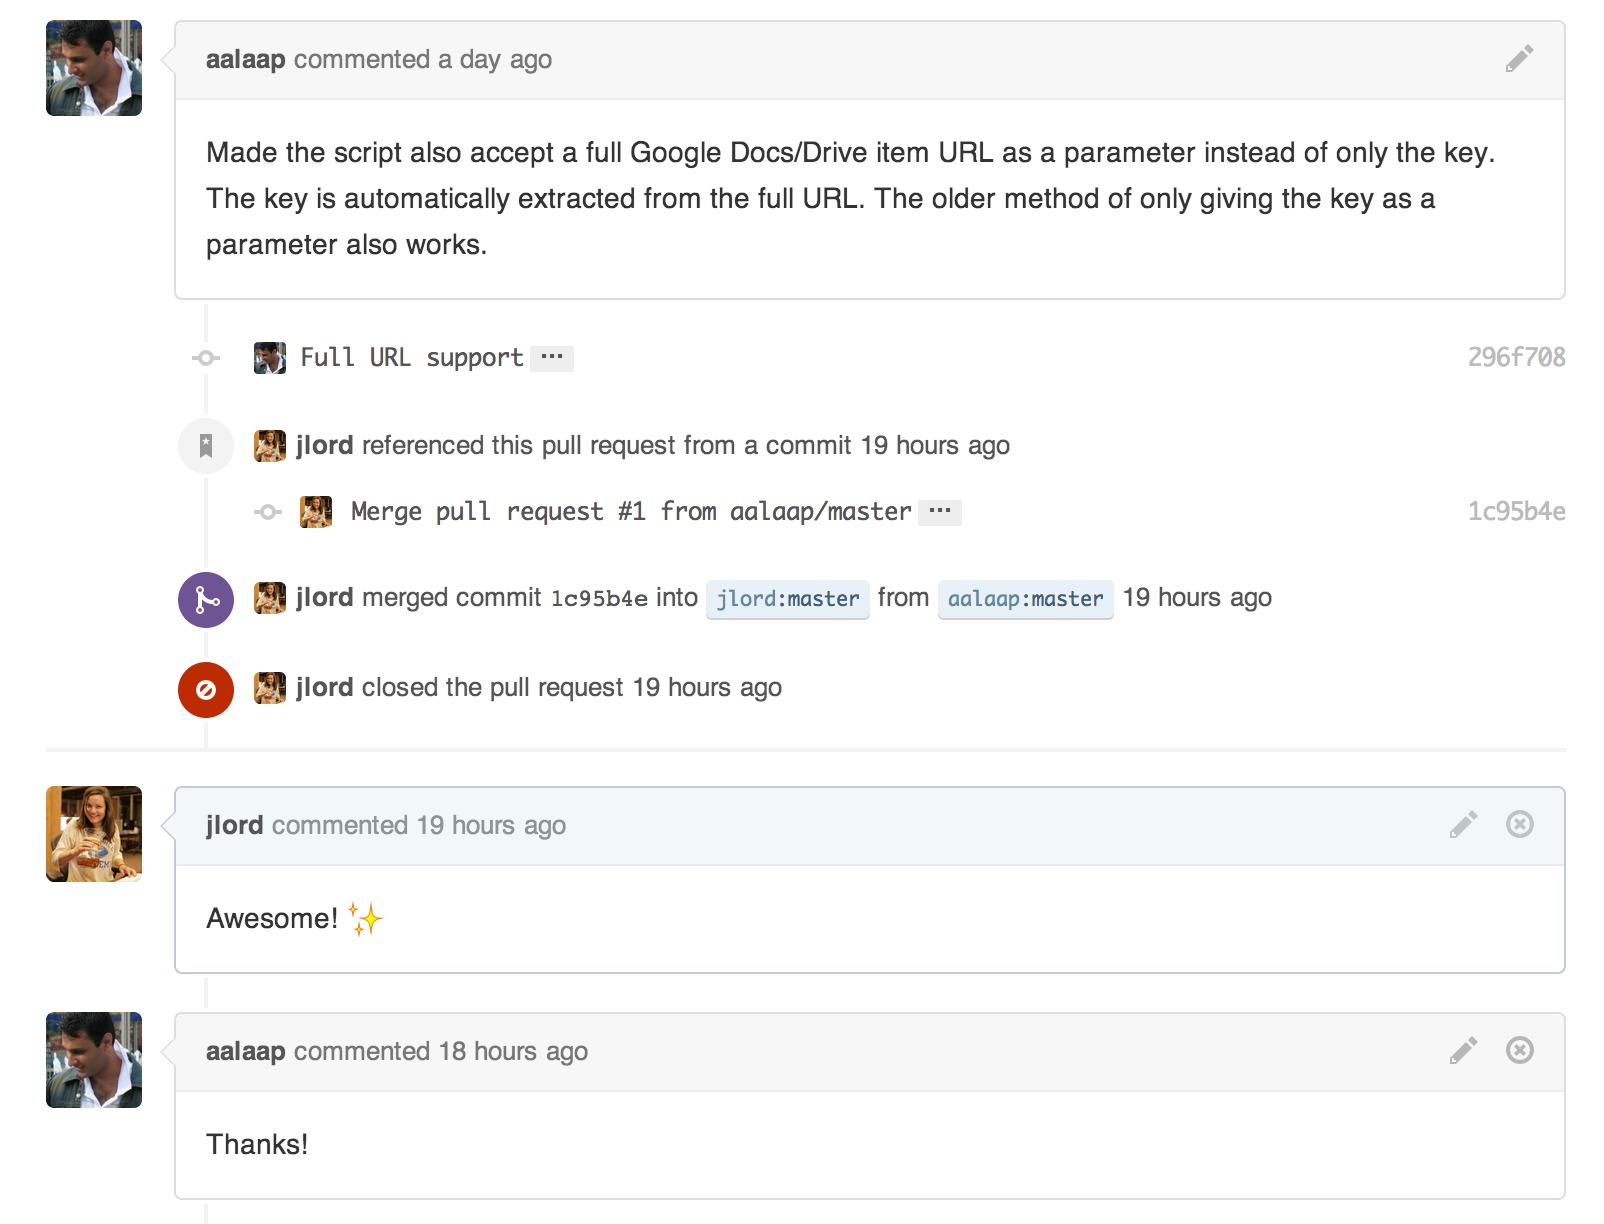 aalaap commented a day ago
Made the script also accept a full Google Docs/Drive item URL as a parameter instead of only the key.
The key is automatically extracted from the full URL. The older method of only giving the key as a
parameter also works.
Full URL support ··· 296f708
jlord referenced this pull request from a commit 19 hours ago
Merge pull request #1 from aalaap/master ··· 1c95b4e
jlord merged commit 1c95b4e into jlord:master from aalaap:master 19 hours ago
jlord closed the pull request 19 hours ago
jlord commented 19 hours ago
Awesome! ✨
aalaap commented 18 hours ago
Thanks!